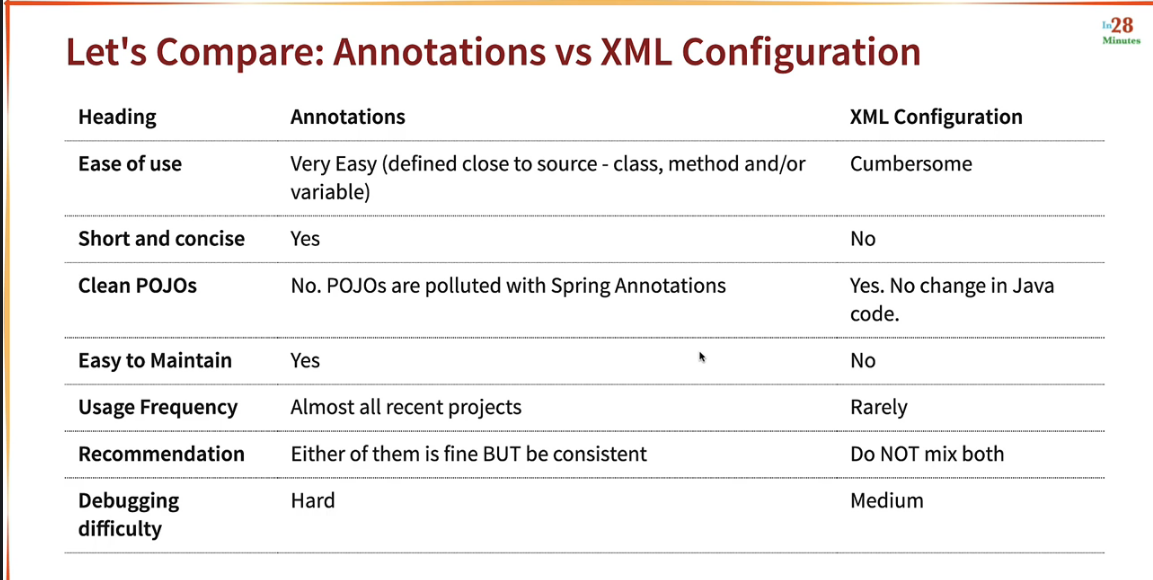 In28
Minutes
Let's Compare: Annotations vs XML Configuration
Heading Annotations XML Configuration
Ease of use Very Easy (defined close to source - class, method and/or Cumbersome
variable)
Short and concise Yes No
Clean POJOs No. POJOs are polluted with Spring Annotations Yes. No change in Java
code.
Easy to Maintain Yes No
Usage Frequency Almost all recent projects Rarely
Recommendation Either of them is fine BUT be consistent Do NOT mix both
Debugging Hard Medium
difficulty